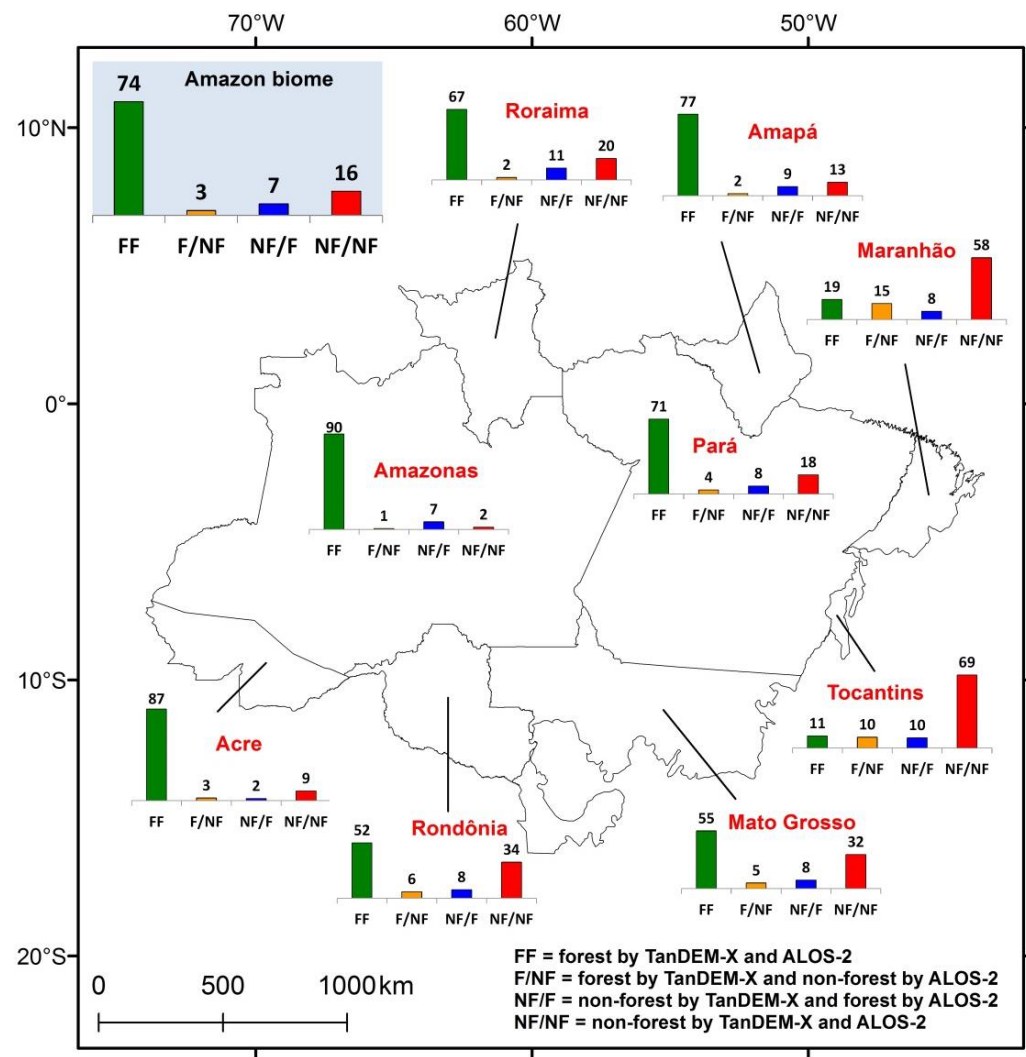 70°W 60°W 50°W
10°N
0°
10°S
20°S
Amazon biome
74 3 7 16
FF F/NF NF/F NF/NF
Roraima
67 2 11 20
FF F/NF NF/F NF/NF
Amapá
77 2 9 13
FF F/NF NF/F NF/NF
Maranhão
19 15 8 58
FF F/NF NF/F NF/NF
Amazonas
90 1 7 2
FF F/NF NF/F NF/NF
Pará
71 4 8 18
FF F/NF NF/F NF/NF
Tocantins
11 10 10 69
FF F/NF NF/F NF/NF
Acre
87 3 2 9
FF F/NF NF/F NF/NF
Rondônia
52 6 8 34
FF F/NF NF/F NF/NF
Mato Grosso
55 5 8 32
FF F/NF NF/F NF/NF
0 500 1000 km
FF = forest by TanDEM-X and ALOS-2
F/NF = forest by TanDEM-X and non-forest by ALOS-2
NF/F = non-forest by TanDEM-X and forest by ALOS-2
NF/NF = non-forest by TanDEM-X and ALOS-2